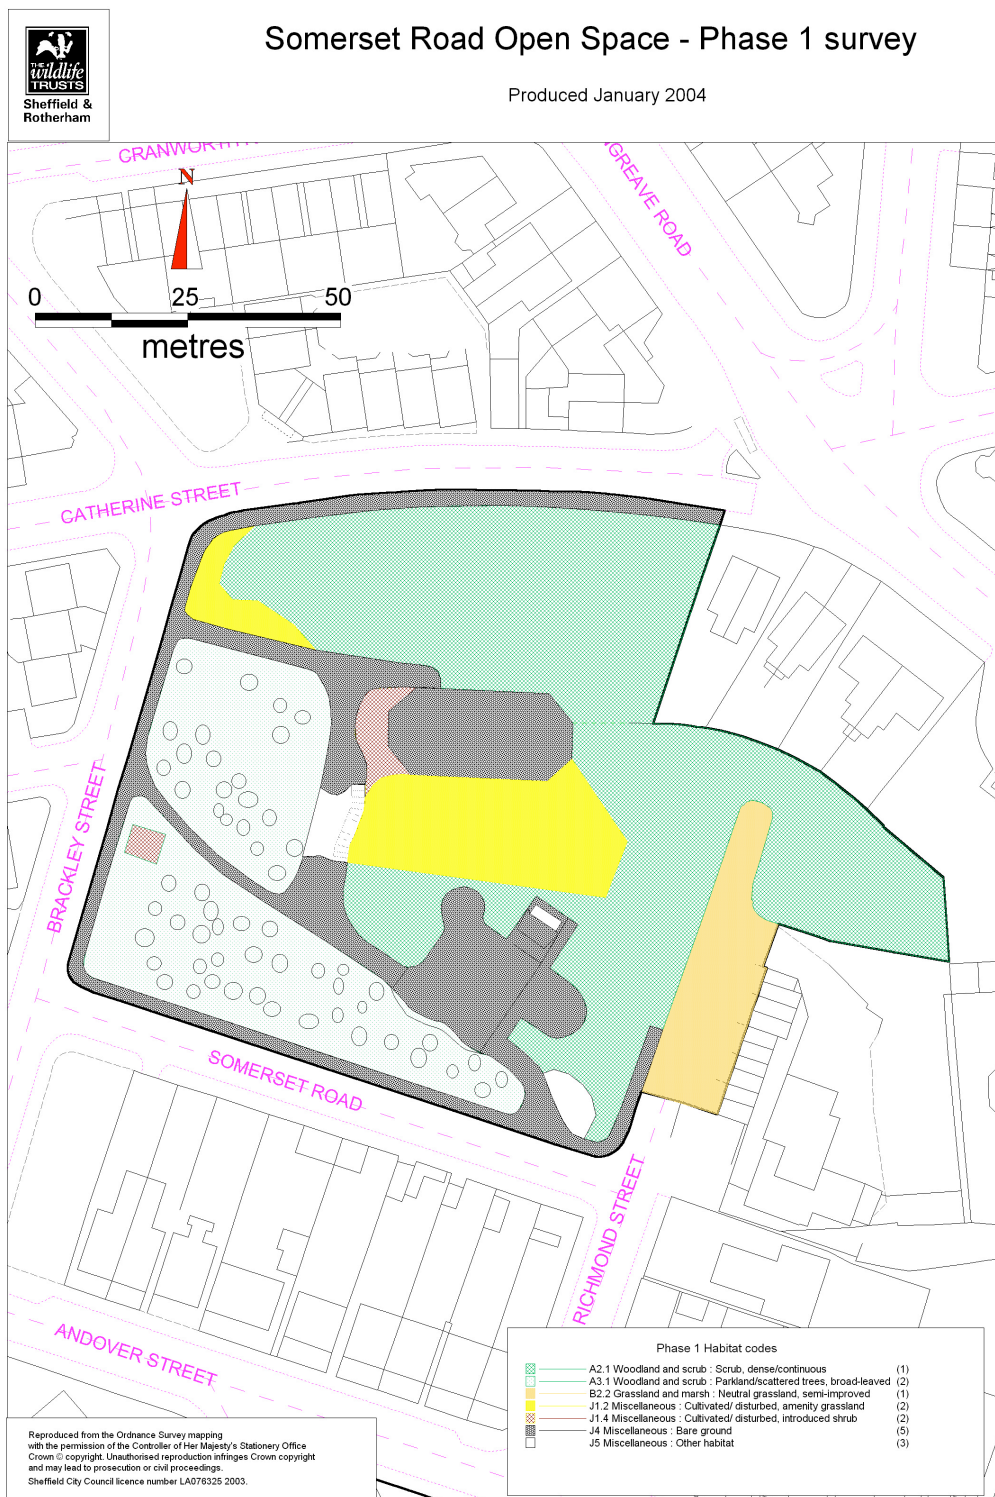 THE
wildlife
TRUSTS
Sheffield &
Rotherham
Somerset Road Open Space - Phase 1 survey
Produced January 2004
CRANWORTH
NGREAVE ROAD
N
0 25 50
metres
CATHERINE STREET
BRACKLEY STREET
SOMERSET ROAD
RICHMOND STREET
ANDOVER STREET
Phase 1 Habitat codes
A2.1 Woodland and scrub : Scrub, dense/continuous (1)
A3.1 Woodland and scrub : Parkland/scattered trees, broad-leaved (2)
B2.2 Grassland and marsh : Neutral grassland, semi-improved (1)
J1.2 Miscellaneous : Cultivated/ disturbed, amenity grassland (2)
J1.4 Miscellaneous : Cultivated/ disturbed, introduced shrub (2)
J4 Miscellaneous : Bare ground (5)
J5 Miscellaneous : Other habitat (3)
Reproduced from the Ordnance Survey mapping
with the permission of the Controller of Her Majesty's Stationery Office
Crown © copyright. Unauthorised reproduction infringes Crown copyright
and may lead to prosecution or civil proceedings.
Sheffield City Council licence number LA076325 2003.